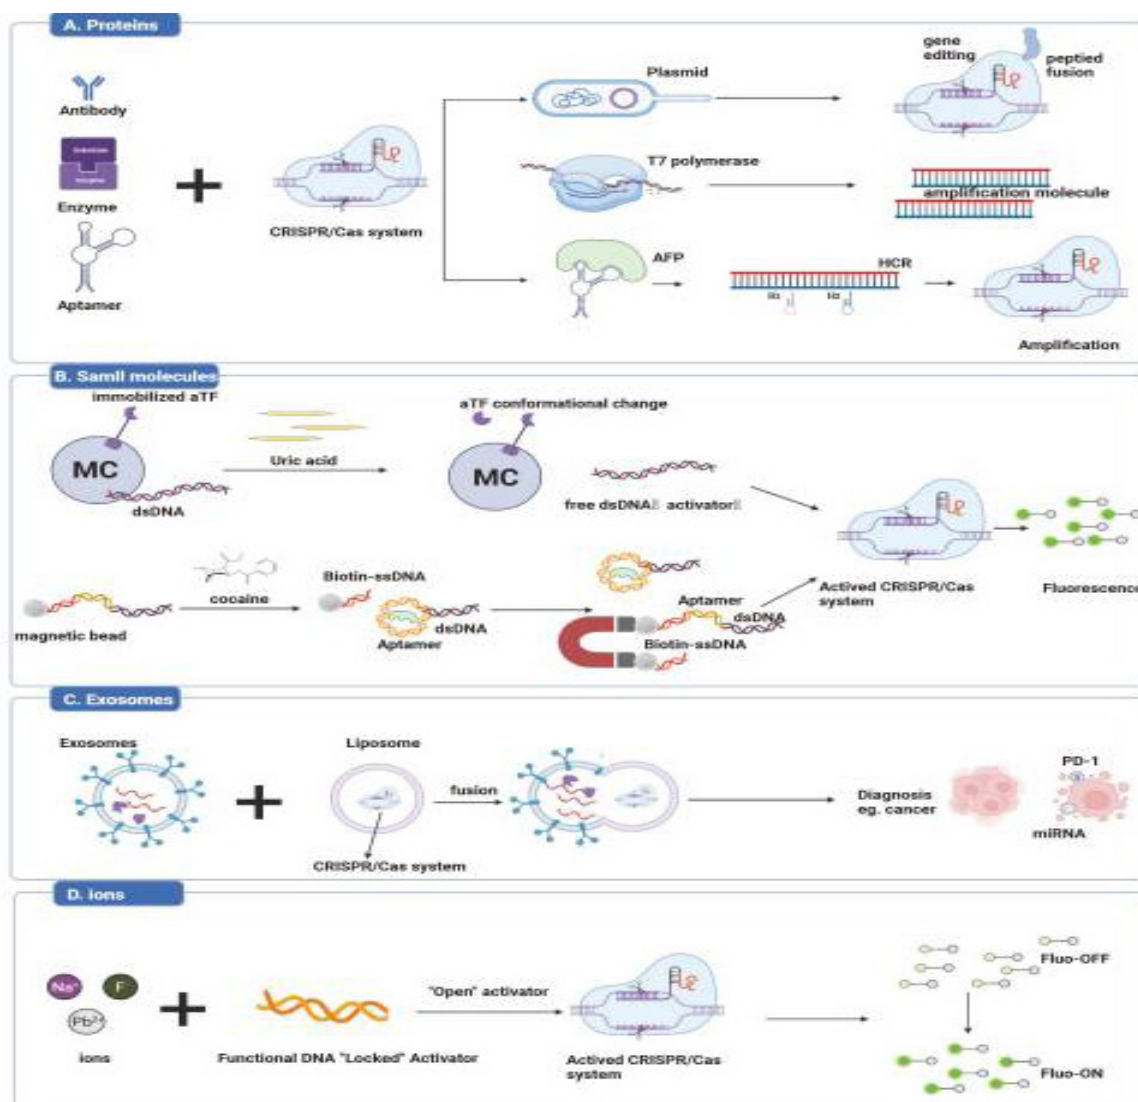 A. Proteins
Antibody
Enzyme
Aptamer
CRISPR/Cas system
Plasmid
gene
editing
peptied
fusion
T7 polymerase
amplification molecule
AFP
HCR
H1
H2
Amplification
B. Samll molecules
immobilized aTF
MC
dsDNA
Uric acid
aTF conformational change
MC
free dsDNA activator
Actived CRISPR/Cas
system
Fluorescence
magnetic bead
cocaine
Biotin-ssDNA
dsDNA
Aptamer
Aptamer
dsDNA
Biotin-ssDNA
C. Exosomes
Exosomes
Liposome
CRISPR/Cas system
fusion
Diagnosis
eg. cancer
PD-1
miRNA
D. ions
Na+
F
Pb2+
ions
Functional DNA "Locked" Activator
"Open" activator
Actived CRISPR/Cas
system
Fluo-OFF
Fluo-ON